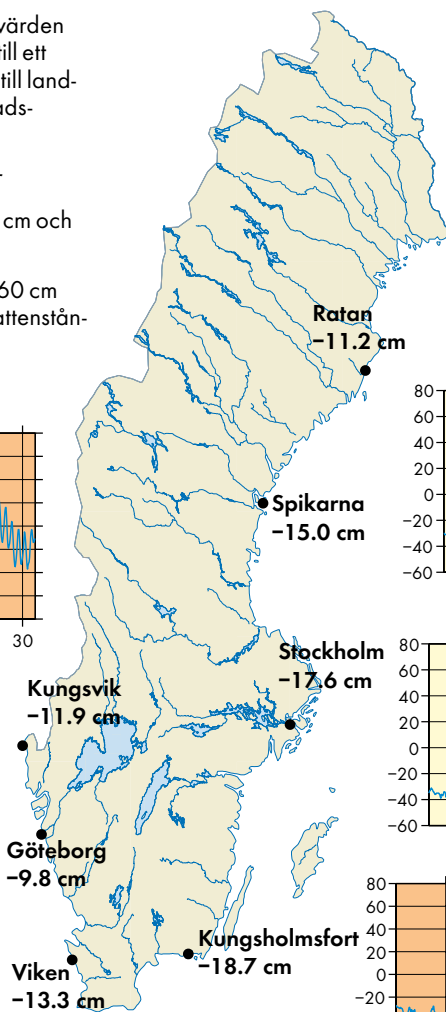 värden
till ett
till land-
ads-
cm och
60 cm
attenstån-
Ratan
−11.2 cm
80
60
40
20
0
−20
−40
−60
Spikarna
−15.0 cm
30
Stockholm
−17.6 cm
80
60
40
20
0
−20
−40
−60
Kungsvik
−11.9 cm
Göteborg
−9.8 cm
80
60
40
20
0
−20
Kungsholmsfort
−18.7 cm
Viken
−13.3 cm